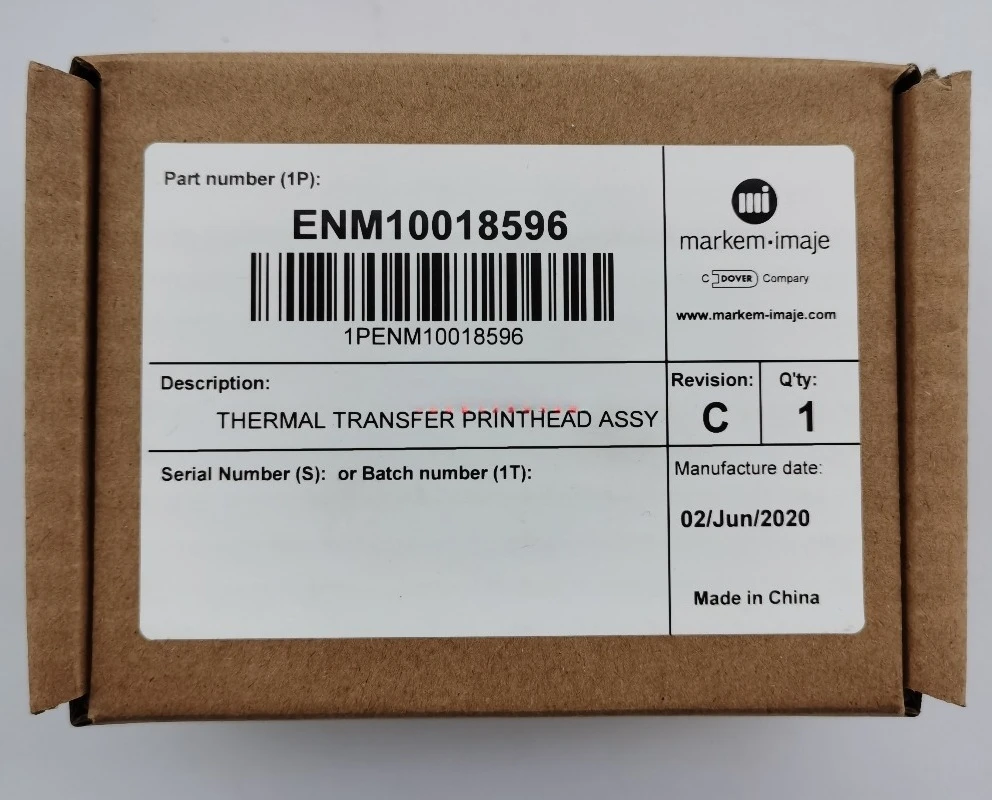 Part number (1P):
ENM10018596
1PENM10018596
mi
markem·imaje
C DOVER Company
www.markem-imaje.com
Description:
THERMAL TRANSFER PRINTHEAD ASSY
Revision:
C
Q'ty:
1
Serial Number (S): or Batch number (1T):
Manufacture date:
02/Jun/2020
Made in China